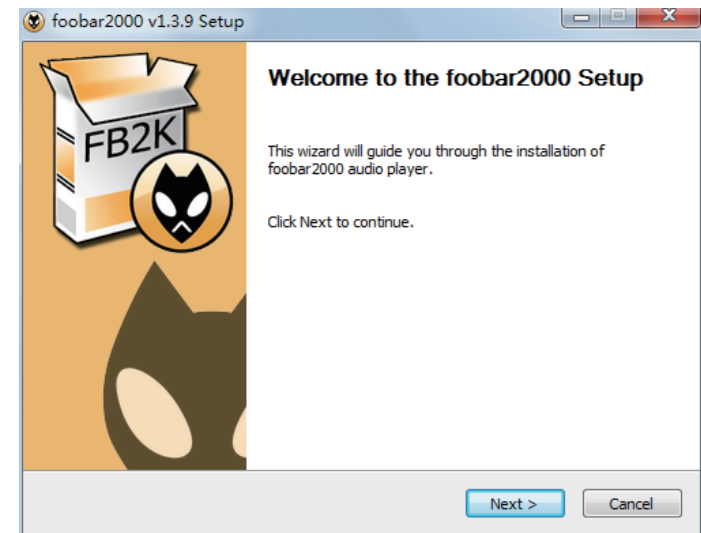 foobar2000 v1.3.9 Setup
FB2K
Welcome to the foobar2000 Setup
This wizard will guide you through the installation of
foobar2000 audio player.
Click Next to continue.
Next >
Cancel